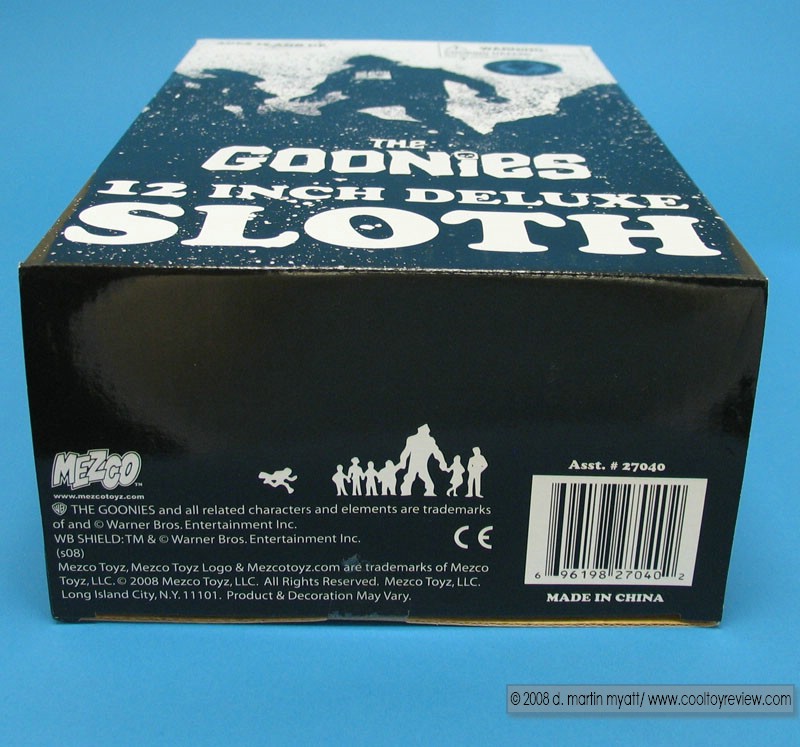 WARNING:
THE
GOONiES
12 INCH DELUXE
SLOTH
MEZCO™
www.mezcotoyz.com
Asst. # 27040
WB THE GOONIES and all related characters and elements are trademarks
of and © Warner Bros. Entertainment Inc.
WB SHIELD: TM & © Warner Bros. Entertainment Inc.
(s08)
CE
Mezco Toyz, Mezco Toyz Logo & Mezcotoyz.com are trademarks of Mezco
Toyz, LLC. © 2008 Mezco Toyz, LLC. All Rights Reserved. Mezco Toyz, LLC.
Long Island City, N.Y. 11101. Product & Decoration May Vary.
6 96198 27040 2
MADE IN CHINA
© 2008 d. martin myatt/ www.cooltoyreview.com